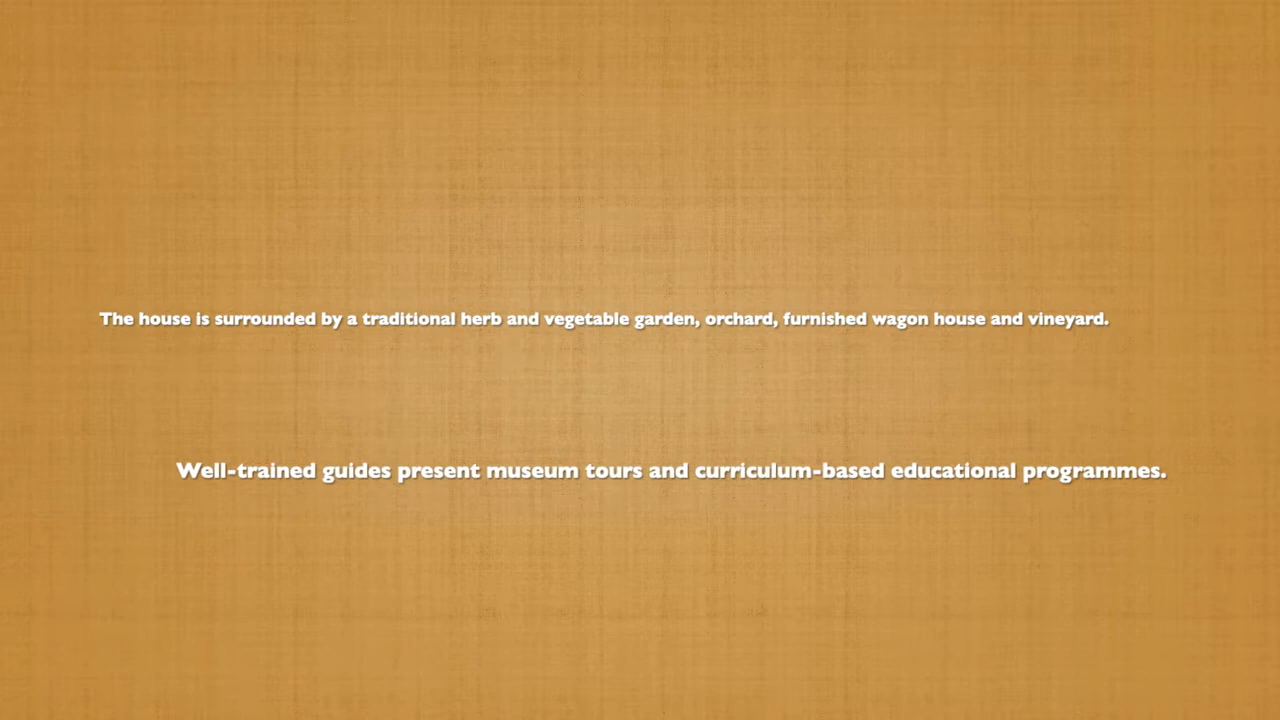 The house is surrounded by a traditional herb and vegetable garden, orchard, furnished wagon house and vineyard.
Well-trained guides present museum tours and curriculum-based educational programmes.